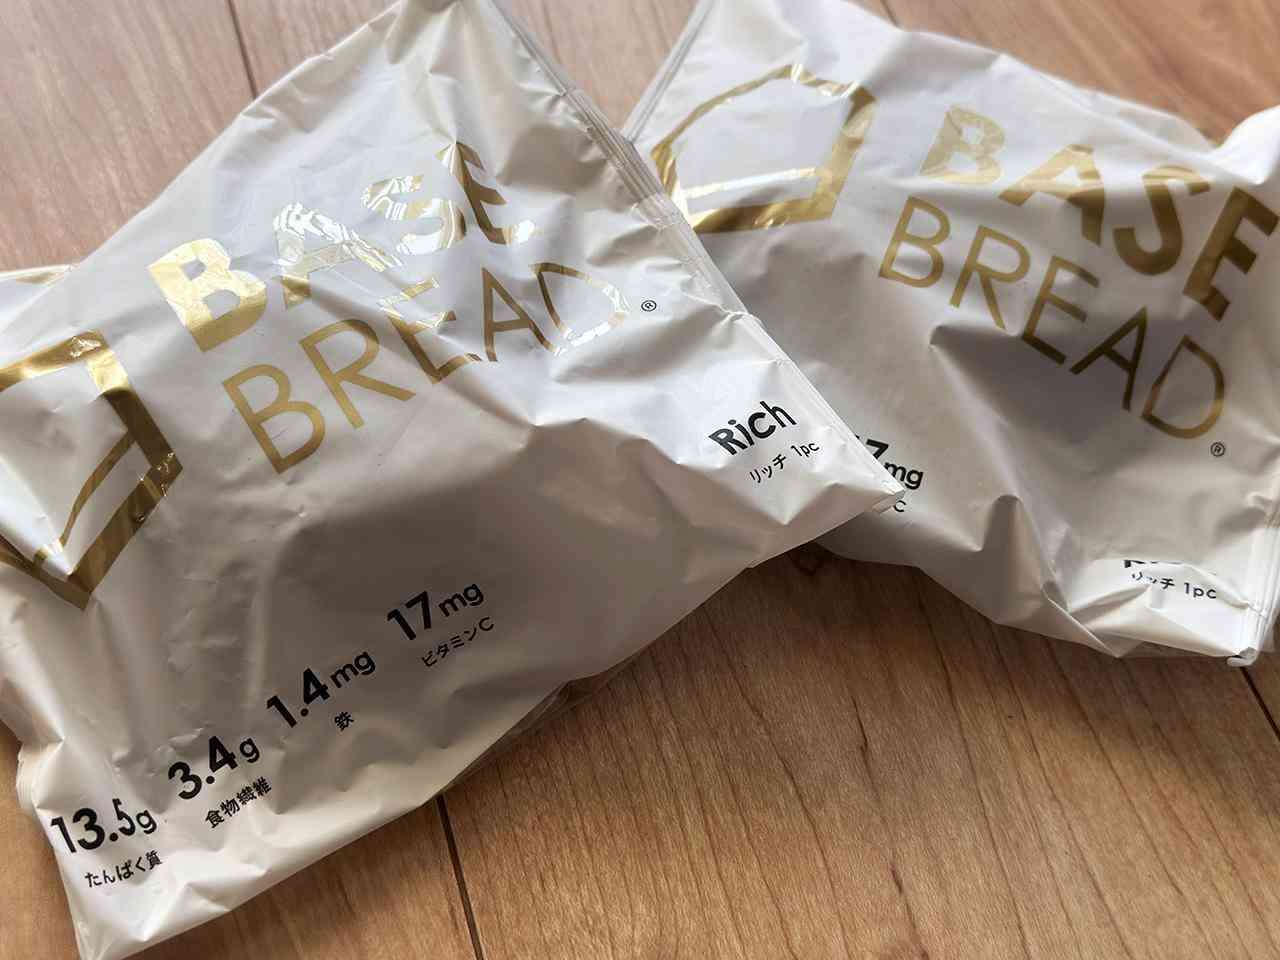 BASE
BREAD®
Rich
リッチ 1pc
13.5g
たんぱく質
3.4g
食物繊維
1.4mg
鉄
17mg
ビタミンC
BASE
BREAD®
7mg
C
リッチ 1pc